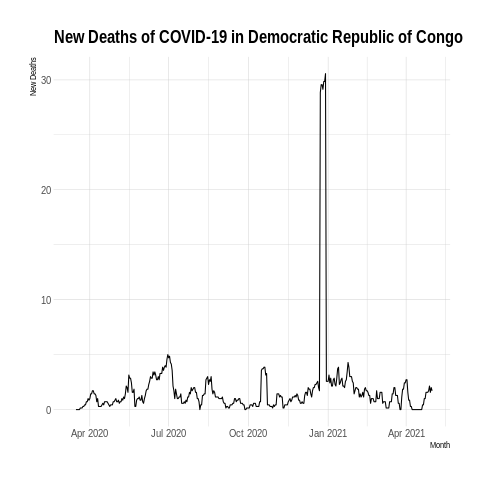 New Deaths of COVID-19 in Democratic Republic of Congo
New Deaths
30
20
10
0
Apr 2020 Jul 2020 Oct 2020 Jan 2021 Apr 2021
Month